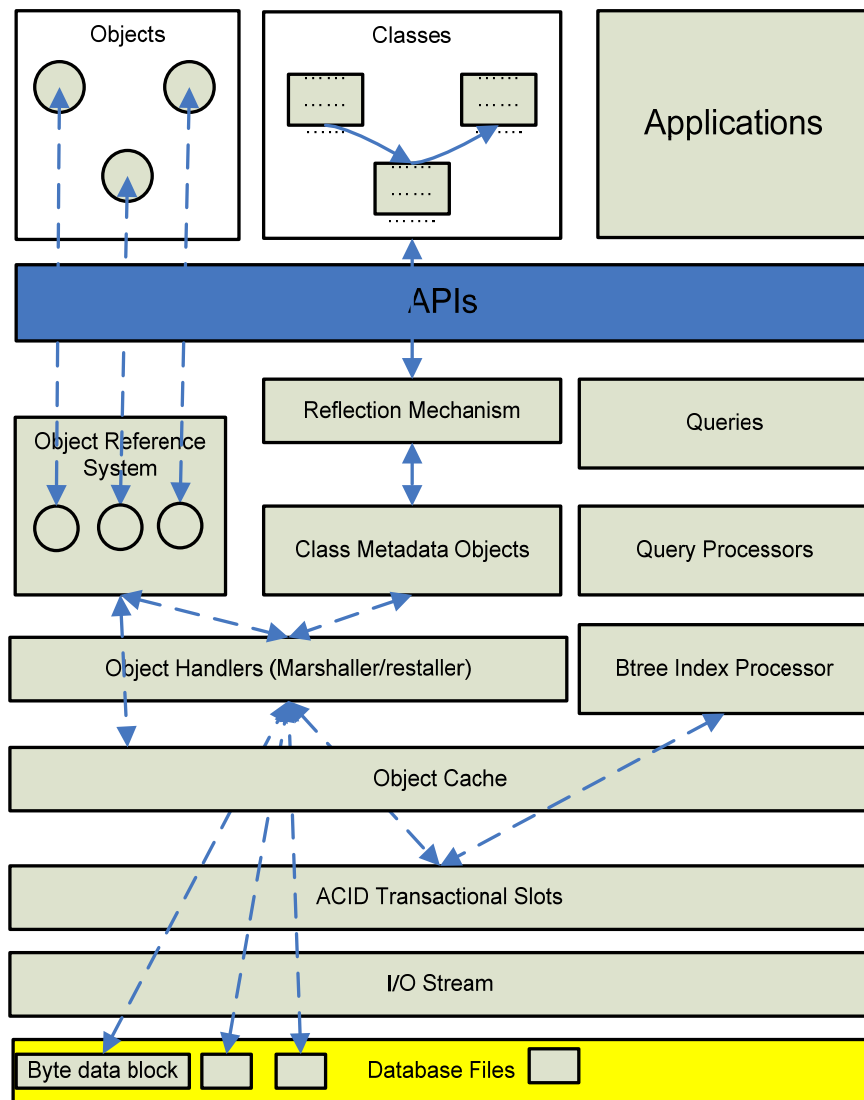 Objects
Classes
Applications
APIs
Reflection Mechanism
Queries
Object Reference
System
Class Metadata Objects
Query Processors
Object Handlers (Marshaller/restaller)
Btree Index Processor
Object Cache
ACID Transactional Slots
I/O Stream
Byte data block
Database Files